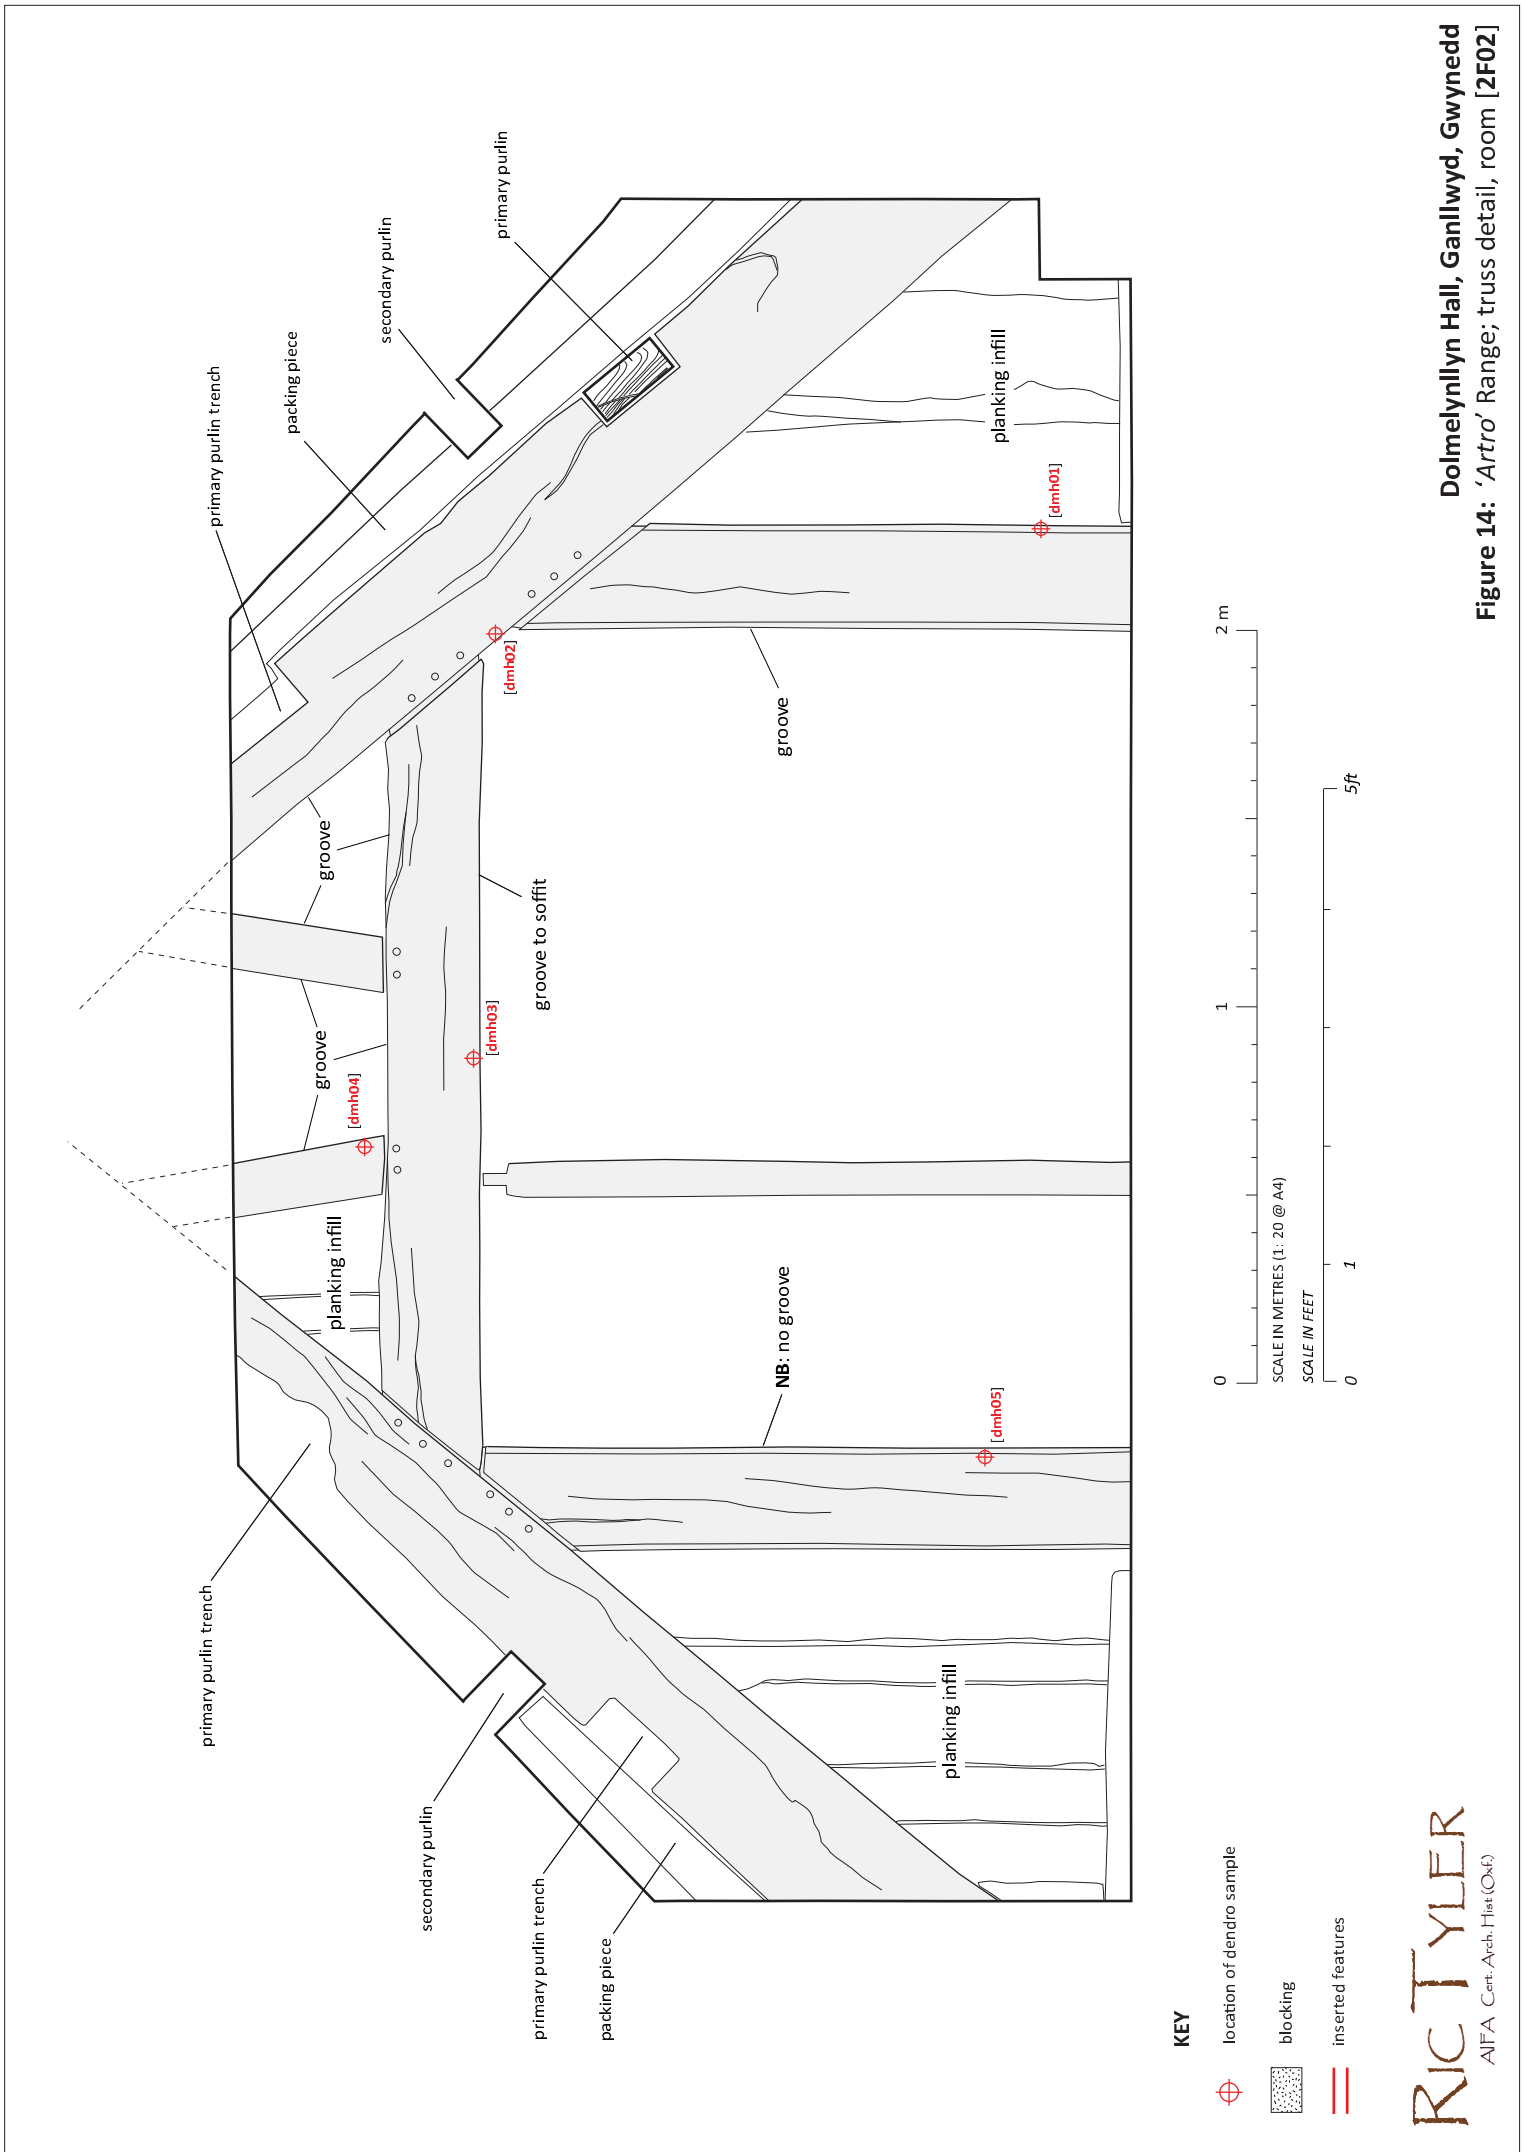 primary purlin trench
packing piece
secondary purlin
primary purlin
primary purlin trench
secondary purlin
primary purlin trench
packing piece
planking infill
groove
groove
[dmh04]
[dmh03]
groove to soffit
[dmh02]
[dmh01]
planking infill
groove
NB: no groove
[dmh05]
planking infill
KEY
location of dendro sample
blocking
inserted features
0
1
2 m
SCALE IN METRES (1: 20 @ A4)
SCALE IN FEET
0
1
5ft
RIC TYLER
AIFA Cert. Arch. Hist (Oxf.)
Dolmelynllyn Hall, Ganllwyd, Gwynedd
Figure 14: ‘Artro’ Range; truss detail, room [2F02]